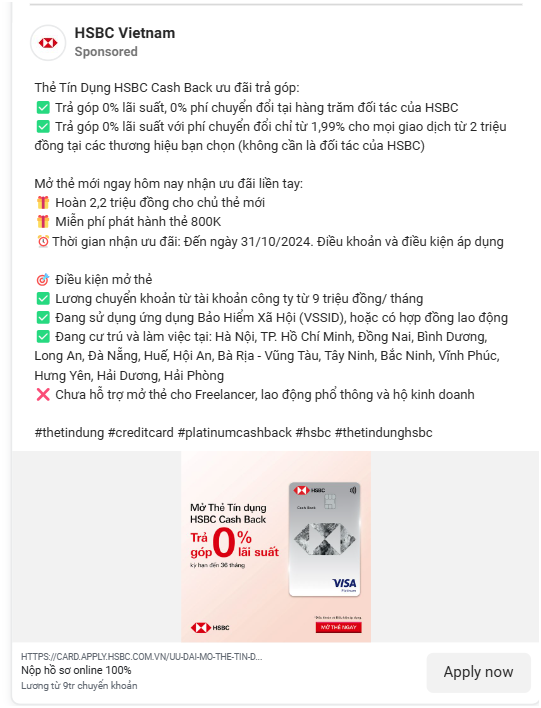 HSBC Vietnam
Sponsored
Thẻ Tín Dụng HSBC Cash Back ưu đãi trả góp:
✅ Trả góp 0% lãi suất, 0% phí chuyển đổi tại hàng trăm đối tác của HSBC
✅ Trả góp 0% lãi suất với phí chuyển đổi chỉ từ 1,99% cho mọi giao dịch từ 2 triệu
đồng tại các thương hiệu bạn chọn (không cần là đối tác của HSBC)
Mở thẻ mới ngay hôm nay nhận ưu đãi liền tay:
🎁 Hoàn 2,2 triệu đồng cho chủ thẻ mới
🎁 Miễn phí phát hành thẻ 800K
⏰Thời gian nhận ưu đãi: Đến ngày 31/10/2024. Điều khoản và điều kiện áp dụng
🎯 Điều kiện mở thẻ
✅ Lương chuyển khoản từ tài khoản công ty từ 9 triệu đồng/ tháng
✅ Đang sử dụng ứng dụng Bảo Hiểm Xã Hội (VSSID), hoặc có hợp đồng lao động
✅ Đang cư trú và làm việc tại: Hà Nội, TP. Hồ Chí Minh, Đồng Nai, Bình Dương,
Long An, Đà Nẵng, Huế, Hội An, Bà Rịa - Vũng Tàu, Tây Ninh, Bắc Ninh, Vĩnh Phúc,
Hưng Yên, Hải Dương, Hải Phòng
❌ Chưa hỗ trợ mở thẻ cho Freelancer, lao động phổ thông và hộ kinh doanh
#thetindung #creditcard #platinumcashback #hsbc #thetindunghsbc
Mở Thẻ Tín dụng
HSBC Cash Back
Trả góp 0% lãi suất
kỳ hạn đến 36 tháng
HSBC
Cash Back
VISA
Platinum
HSBC
MỞ THẺ NGAY
HTTPS://CARD.APPLY.HSBC.COM.VN/UU-DAI-MO-THE-TIN-D...
Nộp hồ sơ online 100%
Lương từ 9tr chuyển khoản
Apply now